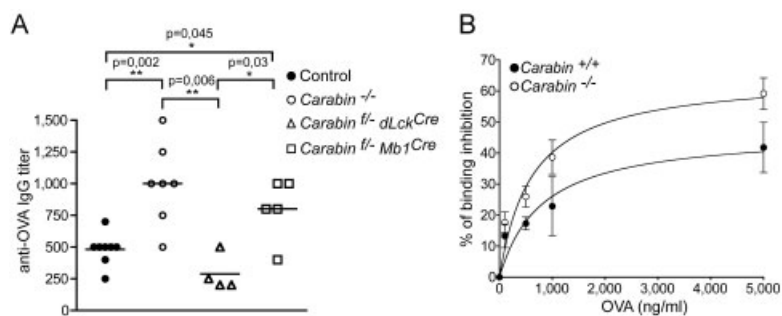 A
p=0,045
*
p=0,002
**
p=0,006
**
p=0,03
*
Control
Carabin -/-
Carabin f/- dLckCre
Carabin f/- Mb1Cre
anti-OVA IgG titer
1,500
1,250
1,000
750
500
250
0
B
Carabin +/+
Carabin -/-
% of binding inhibition
70
60
50
40
30
20
10
0
0 1,000 2,000 3,000 4,000 5,000
OVA (ng/ml)